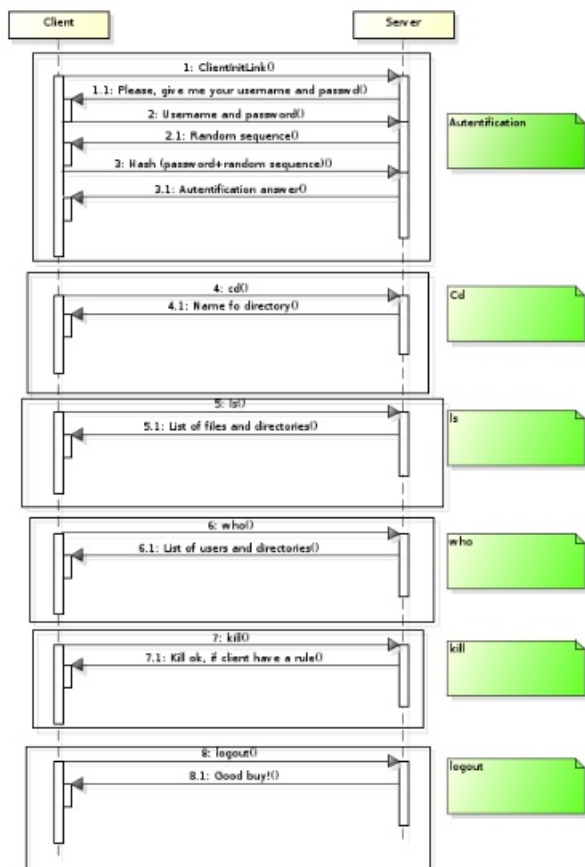 Client
Server
1: ClientInitLink()
1.1: Please, give me your username and passwd()
2: Username and password()
2.1: Random sequence()
3: Hash (password+random sequence)()
3.1: Autentification answer()
Autentification
4: cd()
4.1: Name fo directory()
Cd
5: ls()
5.1: List of files and directories()
ls
6: who()
6.1: List of users and directories()
who
7: kill()
7.1: Kill ok, if client have a rule()
kill
8: logout()
8.1: Good buy!()
logout